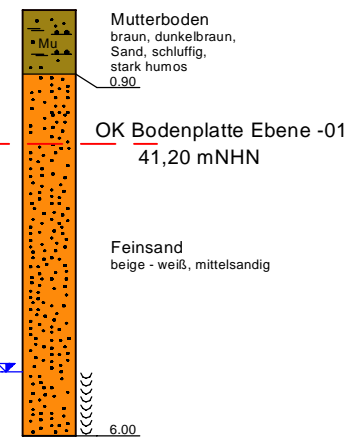 Mutterboden
braun, dunkelbraun,
Mu
Sand, schluffig,
stark humos
0.90
OK Bodenplatte Ebene -01
41,20 mNHN
Feinsand
beige - weiß, mittelsandig
6.00